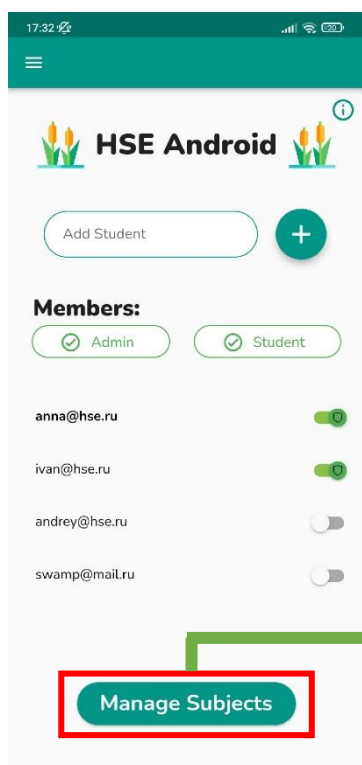 17:32
20
HSE Android
Add Student
Members:
Admin
Student
anna@hse.ru
ivan@hse.ru
andrey@hse.ru
swamp@mail.ru
Manage Subjects